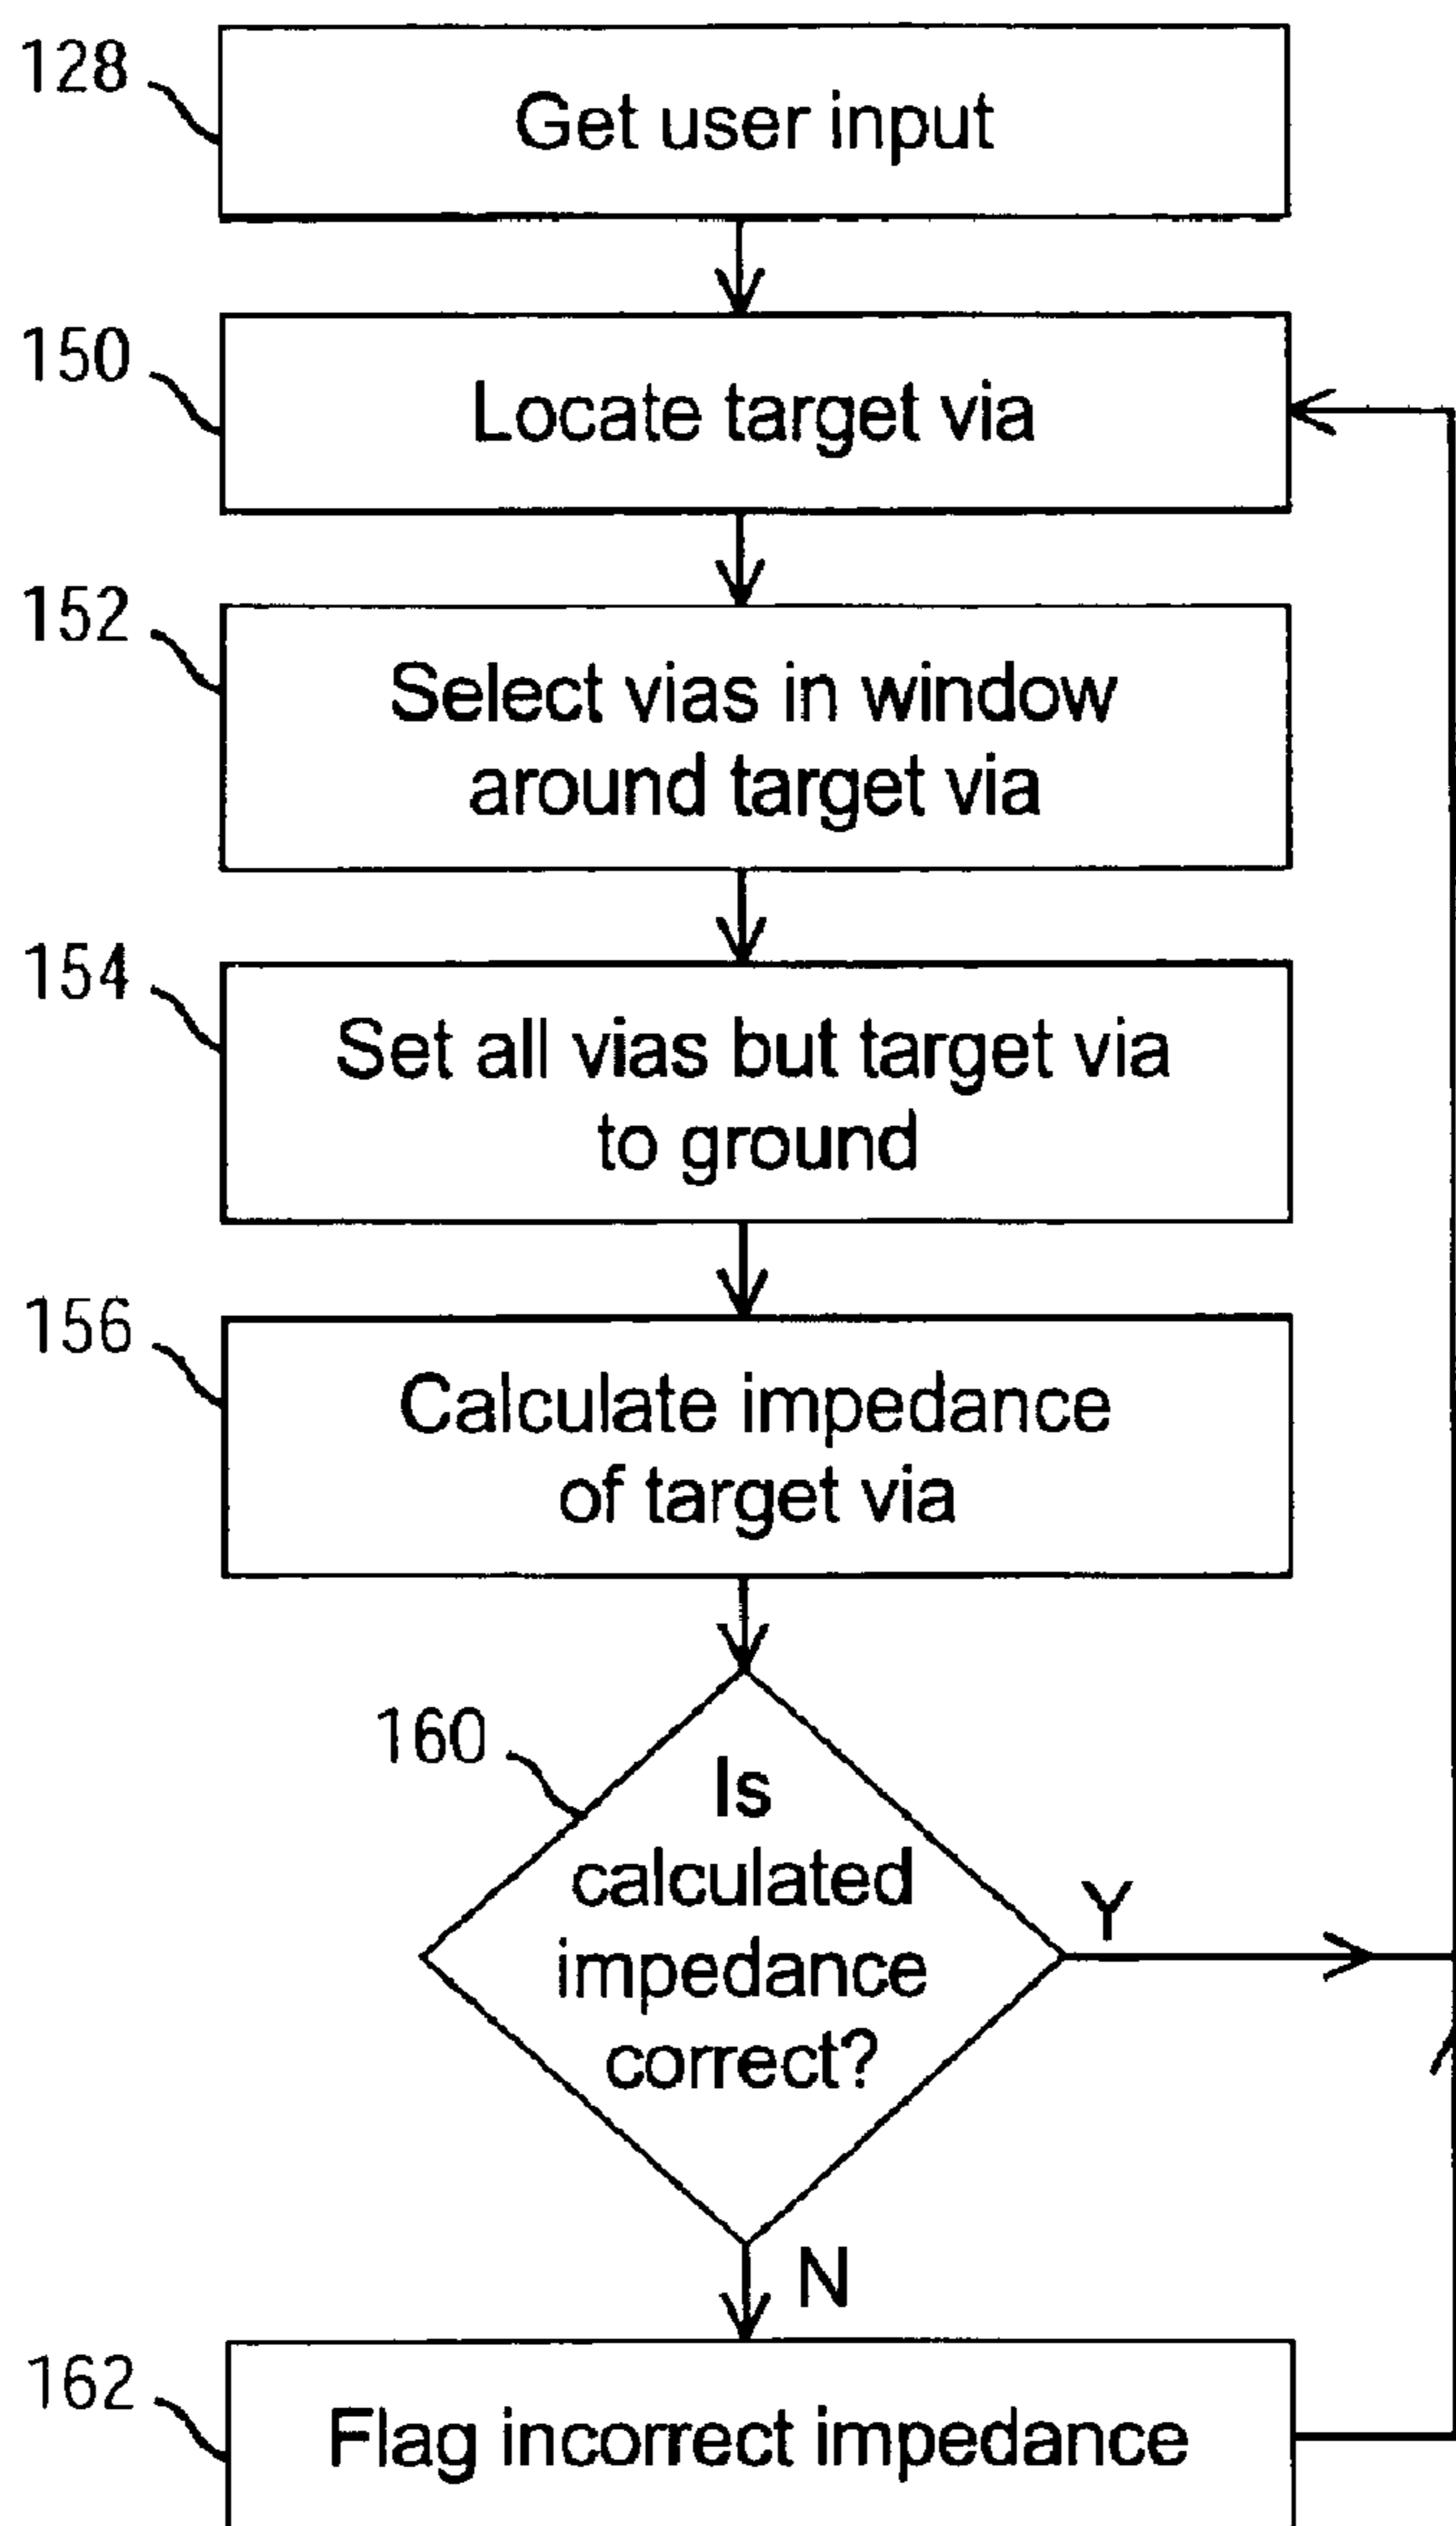 128
Get user input
150
Locate target via
152
Select vias in window
around target via
154
Set all vias but target via
to ground
156
Calculate impedance
of target via
160
Is
calculated
impedance
correct?
Y
N
162
Flag incorrect impedance